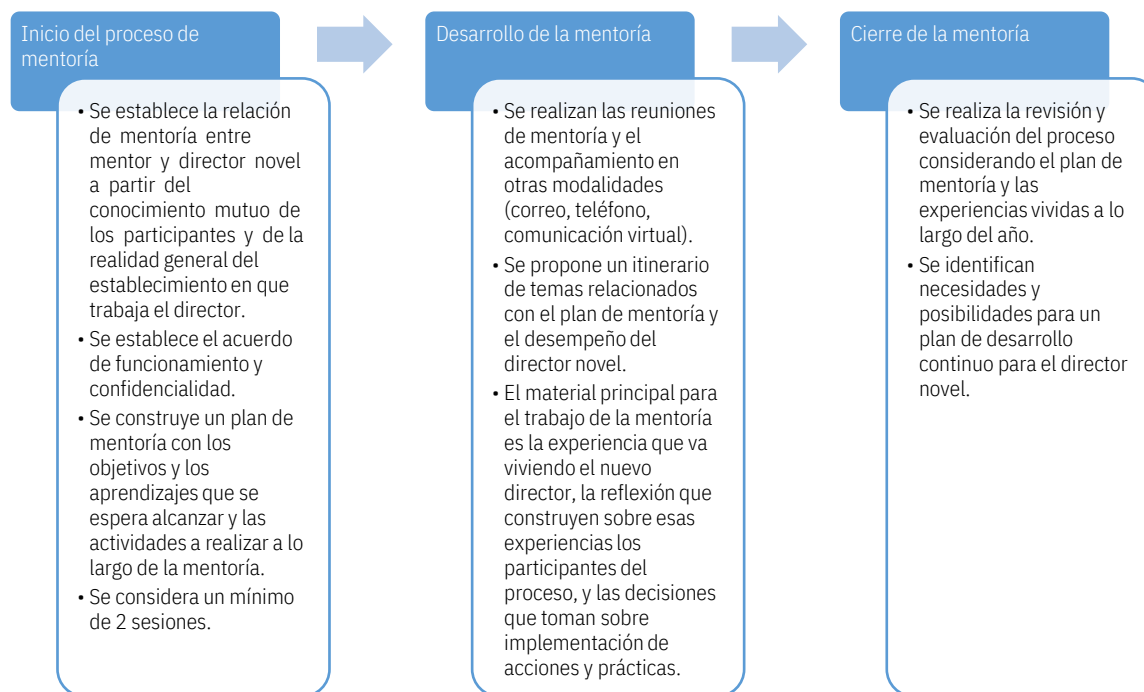 Inicio del proceso de
mentoría
• Se establece la relación
de mentoría entre
mentor y director novel
a partir del
conocimiento mutuo de
los participantes y de la
realidad general del
establecimiento en que
trabaja el director.
• Se establece el acuerdo
de funcionamiento y
confidencialidad.
• Se construye un plan de
mentoría con los
objetivos y los
aprendizajes que se
espera alcanzar y las
actividades a realizar a lo
largo de la mentoría.
• Se considera un mínimo
de 2 sesiones.
Desarrollo de la mentoría
• Se realizan las reuniones
de mentoría y el
acompañamiento en
otras modalidades
(correo, teléfono,
comunicación virtual).
• Se propone un itinerario
de temas relacionados
con el plan de mentoría y
el desempeño del
director novel.
• El material principal para
el trabajo de la mentoría
es la experiencia que va
viviendo el nuevo
director, la reflexión que
construyen sobre esas
experiencias los
participantes del
proceso, y las decisiones
que toman sobre
implementación de
acciones y prácticas.
Cierre de la mentoría
• Se realiza la revisión y
evaluación del proceso
considerando el plan de
mentoría y las
experiencias vividas a lo
largo del año.
• Se identifican
necesidades y
posibilidades para un
plan de desarrollo
continuo para el director
novel.